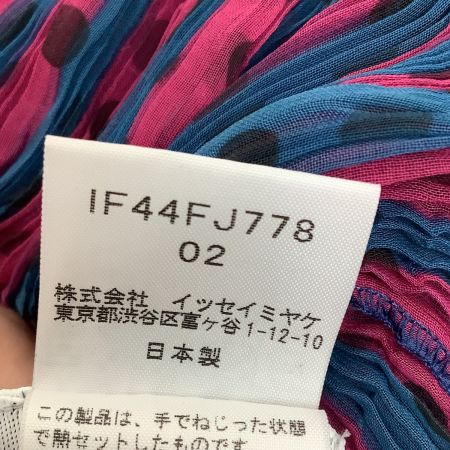 IF44FJ778
02
株式会社 イッセイミヤケ
東京都渋谷区富ヶ谷1-12-10
日本製
この製品は、手でねじった状態
で熱セットしたものです